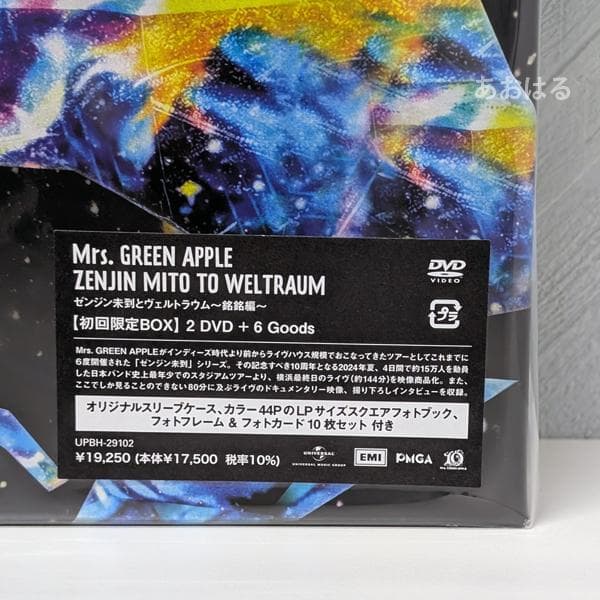 あおはる
Mrs. GREEN APPLE
ZENJIN MITO TO WELTRAUM
ゼンジン未到とヴェルトラウム〜銘銘編〜
【初回限定BOX】 2 DVD + 6 Goods
DVD
VIDEO
プラ
Mrs. GREEN APPLEがインディーズ時代より前からライヴハウス規模でおこなってきたツアーとしてこれまでに
6度開催された「ゼンジン未到」シリーズ。その記念すべき10周年となる2024年夏、4日間で約15万人を動員
した日本バンド史上最年少でのスタジアムツアーより、横浜最終日のライヴ(約144分)を映像商品化。また、
ここでしか見ることのできない80分に及ぶライヴのドキュメンタリー映像、撮り下ろしインタビューを収録。
オリジナルスリーブケース、カラー44PのLPサイズスクエアフォトブック、
フォトフレーム & フォトカード10枚セット 付き
UPBH-29102
¥19,250 (本体¥17,500 税率10%)
UNIVERSAL
UNIVERSAL MUSIC GROUP
EMI
PMGA